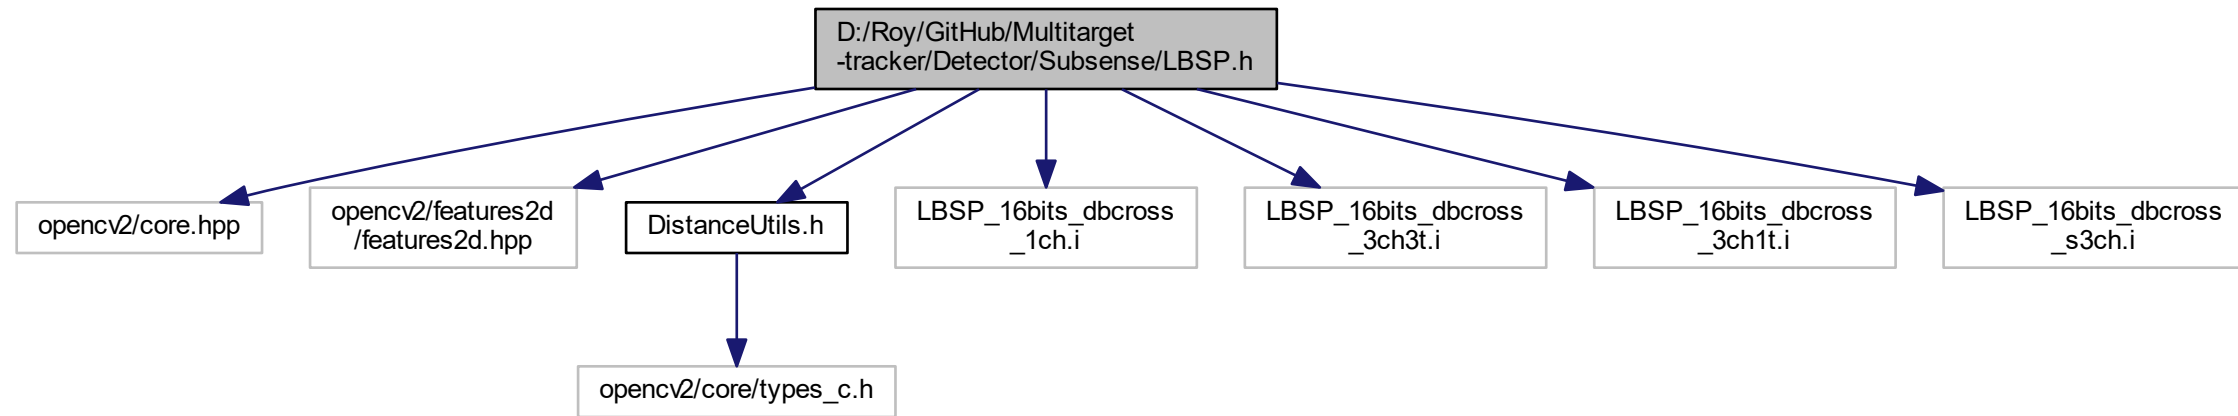 D:/Roy/GitHub/Multitarget
-tracker/Detector/Subsense/LBSP.h
opencv2/core.hpp
opencv2/features2d
/features2d.hpp
DistanceUtils.h
LBSP_16bits_dbcross
_1ch.i
LBSP_16bits_dbcross
_3ch3t.i
LBSP_16bits_dbcross
_3ch1t.i
LBSP_16bits_dbcross
_s3ch.i
opencv2/core/types_c.h